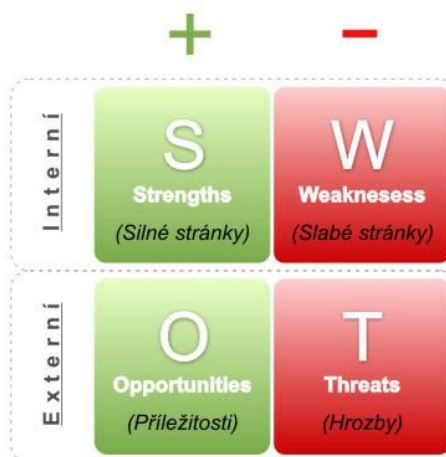 + −
Interní
S
Strengths
(Silné stránky)
W
Weaknesess
(Slabé stránky)
Externí
O
Opportunities
(Příležitosti)
T
Threats
(Hrozby)